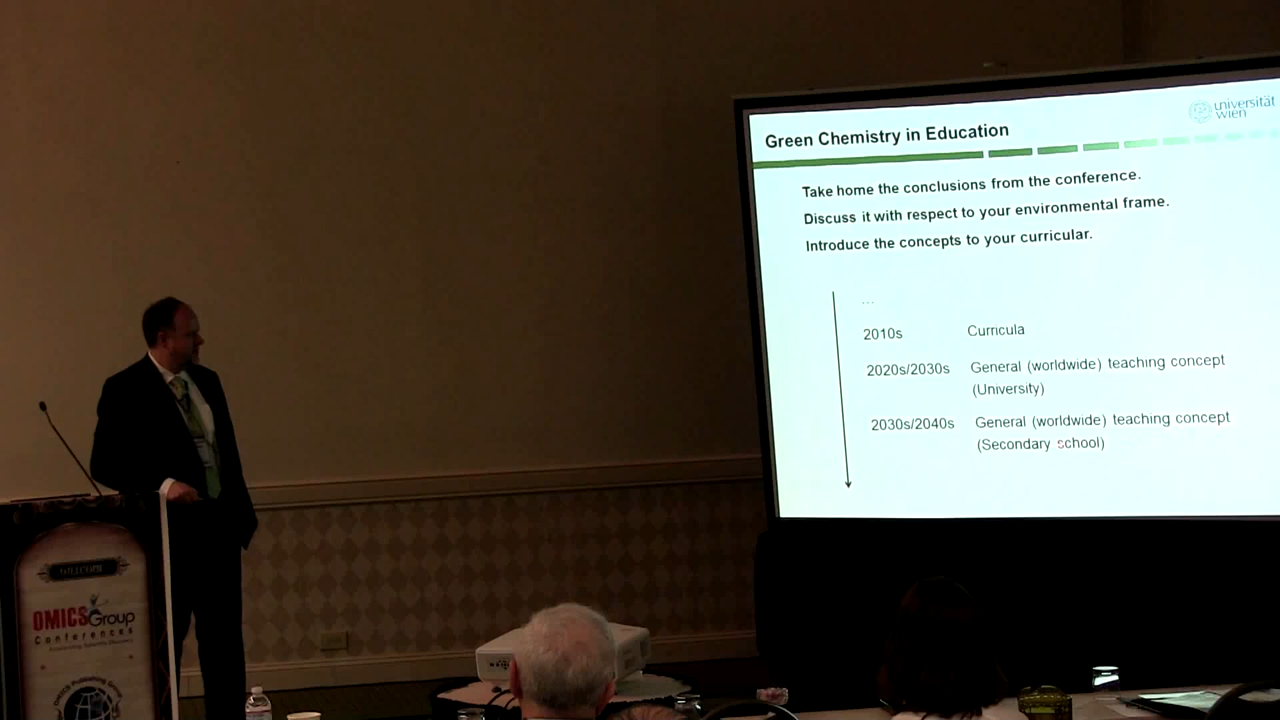 universität
wien
Green Chemistry in Education
Take home the conclusions from the conference.
Discuss it with respect to your environmental frame.
Introduce the concepts to your curricular.
...
2010s Curricula
2020s/2030s General (worldwide) teaching concept
(University)
2030s/2040s General (worldwide) teaching concept
(Secondary school)
WELCOME
OMICS Group
Conferences